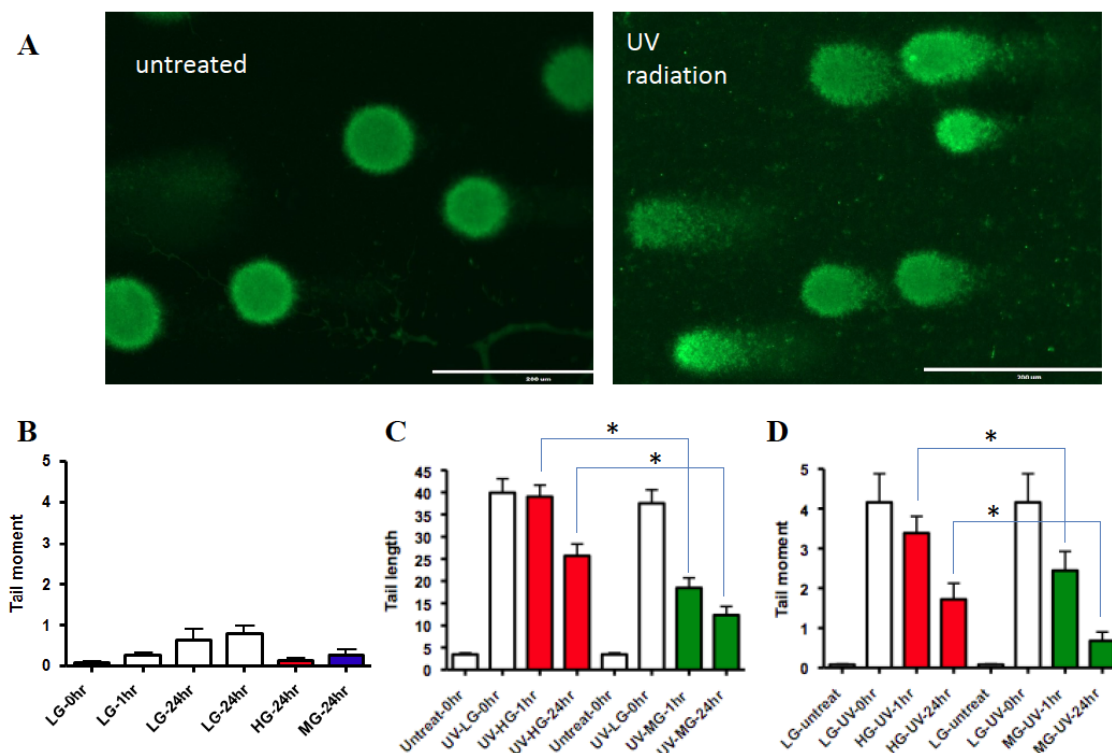 A
untreated
200 um
UV
radiation
200 um
B
Tail moment
5
4
3
2
1
0
LG-0hr
LG-1hr
LG-24hr
LG-24hr
HG-24hr
MG-24hr
C
*
*
Tail length
45
40
35
30
25
20
15
10
5
0
Untreat-0hr
UV-LG-0hr
UV-HG-1hr
UV-HG-24hr
Untreat-0hr
UV-LG-0hr
UV-MG-1hr
UV-MG-24hr
D
*
*
Tail moment
5
4
3
2
1
0
LG-untreat
LG-UV-0hr
HG-UV-1hr
HG-UV-24hr
LG-untreat
LG-UV-0hr
MG-UV-1hr
MG-UV-24hr